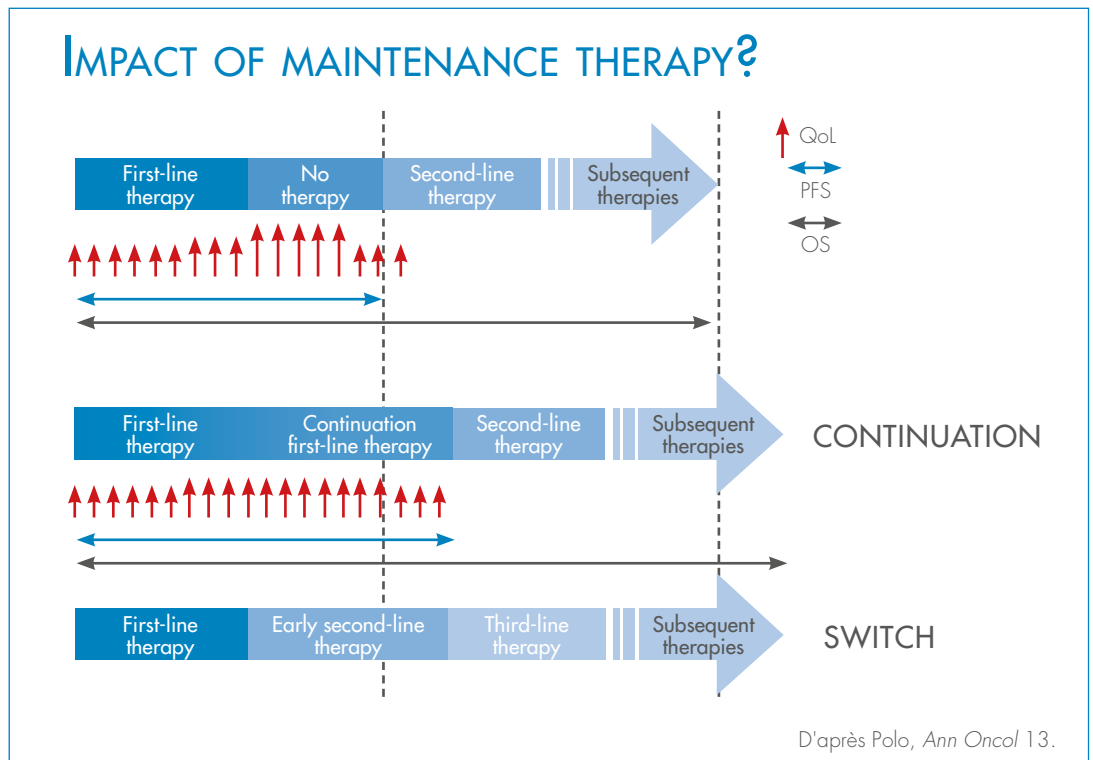 IMPACT OF MAINTENANCE THERAPY?
First-line
therapy
No
therapy
Second-line
therapy
Subsequent
therapies
QoL
PFS
OS
First-line
therapy
Continuation
first-line therapy
Second-line
therapy
Subsequent
therapies
CONTINUATION
First-line
therapy
Early second-line
therapy
Third-line
therapy
Subsequent
therapies
SWITCH
D'après Polo, Ann Oncol 13.